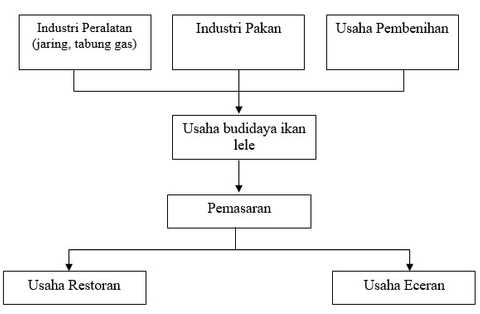 Industri Peralatan
(jaring, tabung gas)
Industri Pakan
Usaha Pembenihan
Usaha budidaya ikan
lele
Pemasaran
Usaha Restoran
Usaha Eceran